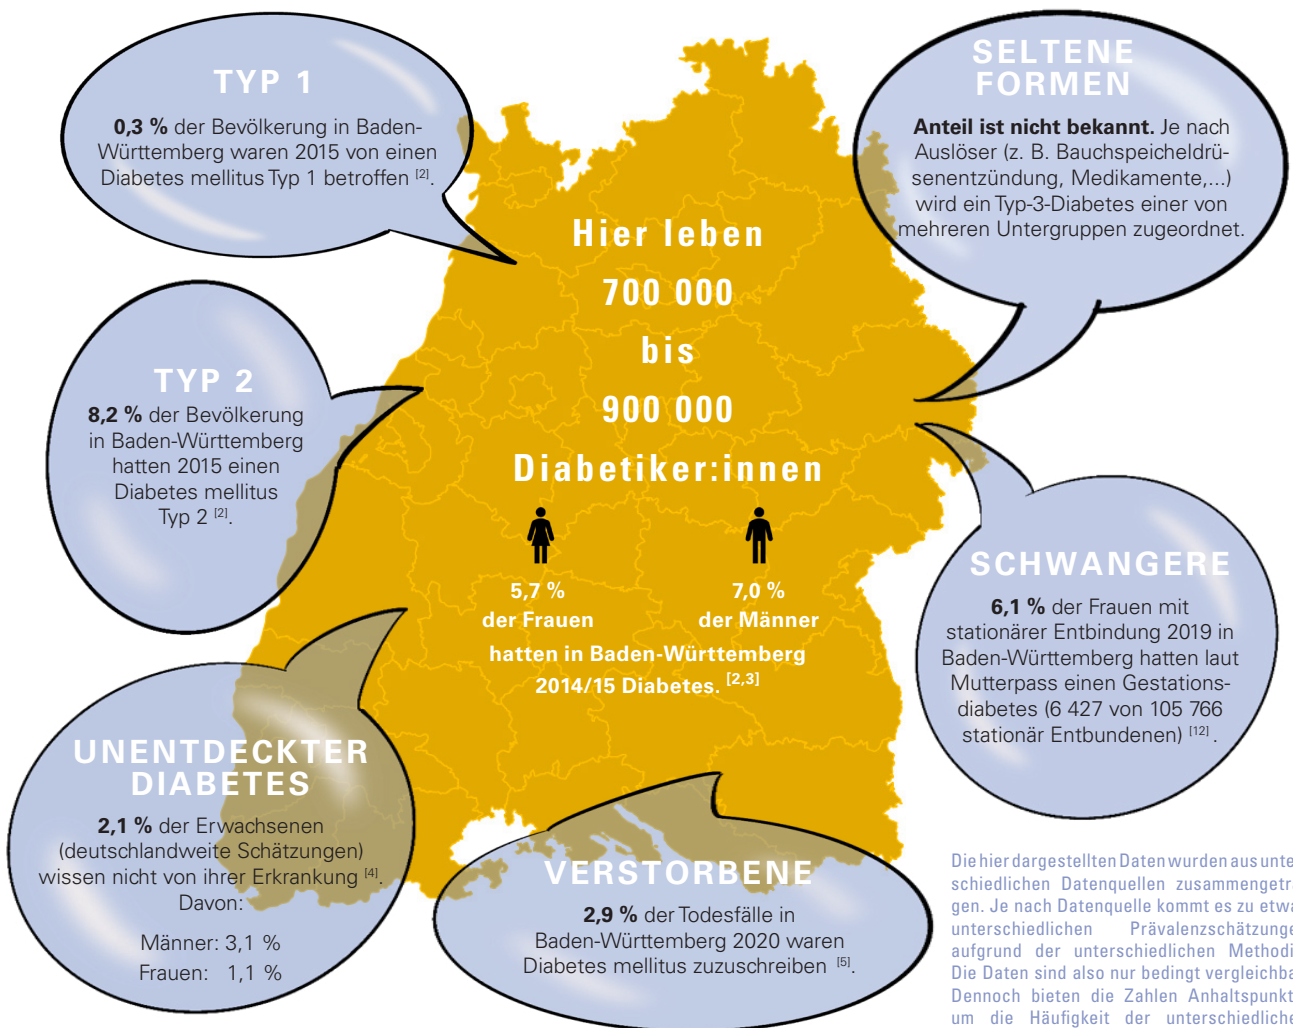 TYP 1
0,3 % der Bevölkerung in Baden-
Württemberg waren 2015 von einen
Diabetes mellitus Typ 1 betroffen [2].
SELTENE
FORMEN
Anteil ist nicht bekannt. Je nach
Auslöser (z. B. Bauchspeicheldrü-
senentzündung, Medikamente,...)
wird ein Typ-3-Diabetes einer von
mehreren Untergruppen zugeordnet.
Hier leben
700 000
bis
900 000
Diabetiker:innen
5,7 %
der Frauen
7,0 %
der Männer
hatten in Baden-Württemberg
2014/15 Diabetes. [2,3]
TYP 2
8,2 % der Bevölkerung
in Baden-Württemberg
hatten 2015 einen
Diabetes mellitus
Typ 2 [2].
SCHWANGERE
6,1 % der Frauen mit
stationärer Entbindung 2019 in
Baden-Württemberg hatten laut
Mutterpass einen Gestations-
diabetes (6 427 von 105 766
stationär Entbundenen) [12] .
UNENTDECKTER
DIABETES
2,1 % der Erwachsenen
(deutschlandweite Schätzungen)
wissen nicht von ihrer Erkrankung [4].
Davon:
Männer: 3,1 %
Frauen: 1,1 %
VERSTORBENE
2,9 % der Todesfälle in
Baden-Württemberg 2020 waren
Diabetes mellitus zuzuschreiben [5].
Die hier dargestellten Daten wurden aus unte
schiedlichen Datenquellen zusammengetr
gen. Je nach Datenquelle kommt es zu etwa
unterschiedlichen Prävalenzschätzunge
aufgrund der unterschiedlichen Methodi
Die Daten sind also nur bedingt vergleichba
Dennoch bieten die Zahlen Anhaltspunkt
um die Häufigkeit der unterschiedliche